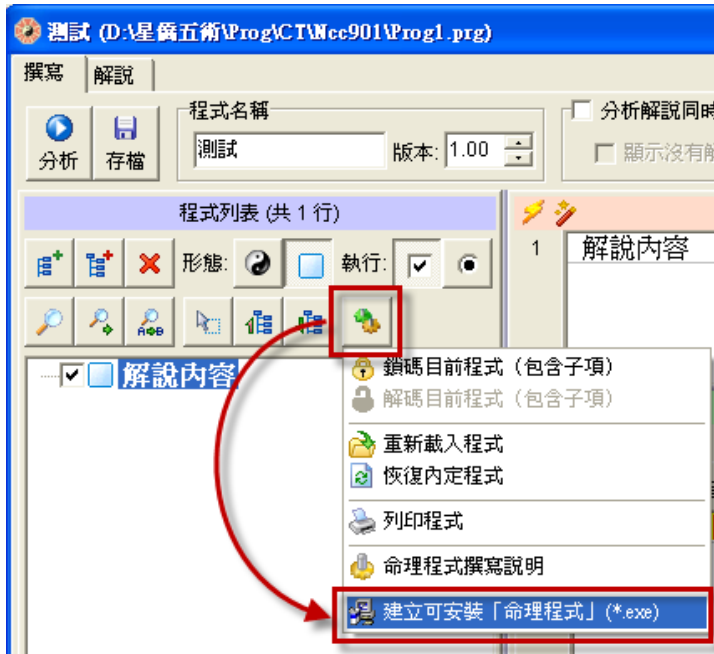 測試 (D:\星僑五術\Prog\CT\Ncc901\Prog1.prg)
撰寫 解說
程式名稱
分析解說同時
分析 存檔 測試 版本: 1.00 顯示沒有解
程式列表 (共 1 行)
形態: 執行:
1 解說內容
A B
解說內容
鎖碼目前程式（包含子項）
解碼目前程式（包含子項）
重新載入程式
恢復內定程式
列印程式
命理程式撰寫說明
建立可安裝「命理程式」(*.exe)